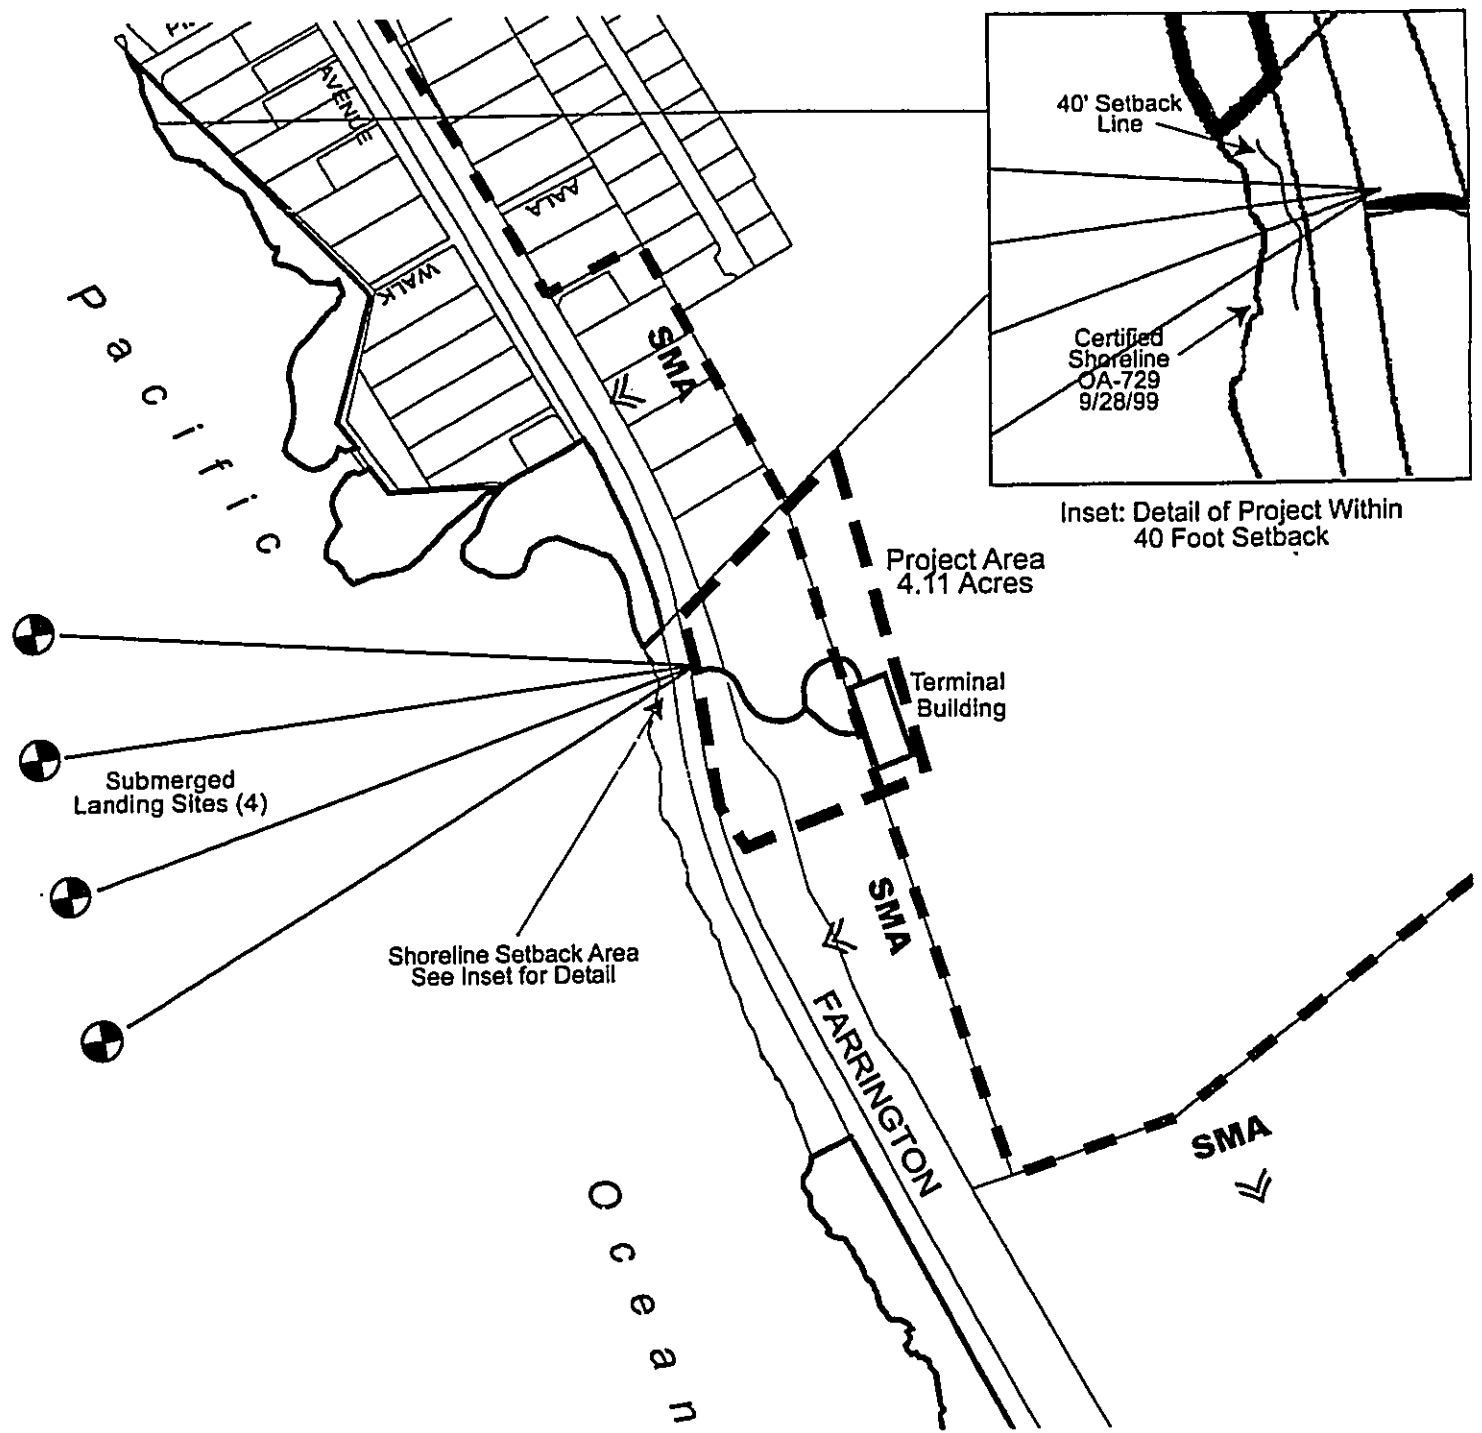 AVENUE
AALA
WALK
SMA
Pacific
40' Setback
Line
Certified
Shoreline
OA-729
9/28/99
Inset: Detail of Project Within
40 Foot Setback
Project Area
4.11 Acres
Terminal
Building
Submerged
Landing Sites (4)
Shoreline Setback Area
See Inset for Detail
SMA
FARRINGTON
SMA
Ocean